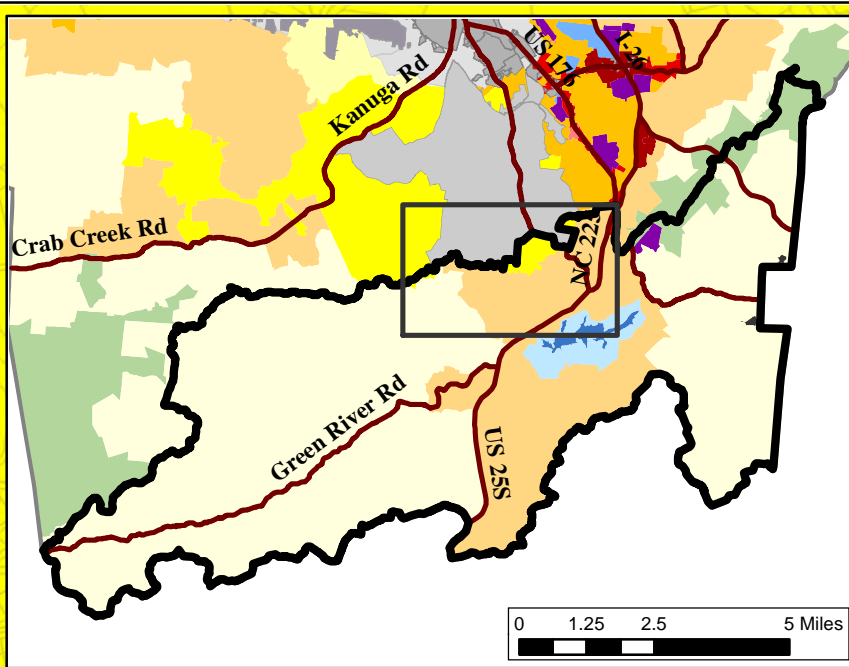 US 176
I-26
Kanuga Rd
Crab Creek Rd
NC 225
Green River Rd
US 25S
0 1.25 2.5 5 Miles